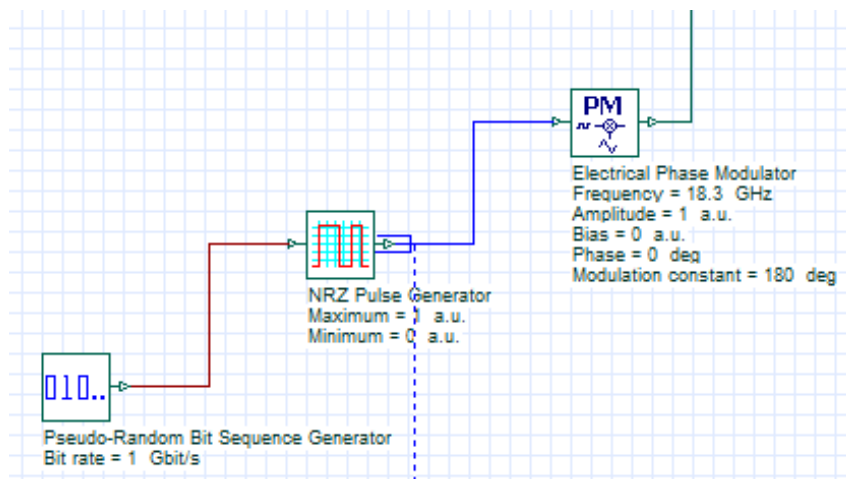 PM
Electrical Phase Modulator
Frequency = 18.3 GHz
Amplitude = 1 a.u.
Bias = 0 a.u.
Phase = 0 deg
Modulation constant = 180 deg
NRZ Pulse Generator
Maximum = 1 a.u.
Minimum = 0 a.u.
010..
Pseudo-Random Bit Sequence Generator
Bit rate = 1 Gbit/s